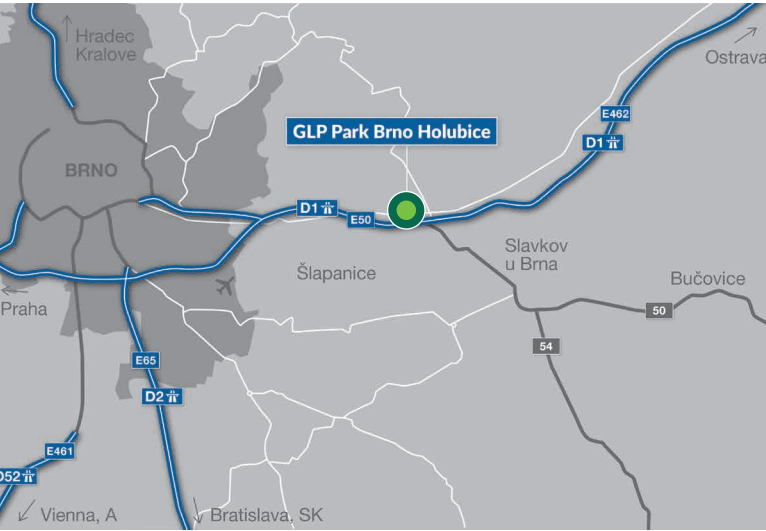 Hradec
Kralove
Ostrava
E462
GLP Park Brno Holubice
D1
BRNO
D1
E50
Slavkov
u Brna
Šlapanice
Bučovice
Praha
50
54
E65
D2
E461
D52
Vienna, A
Bratislava, SK